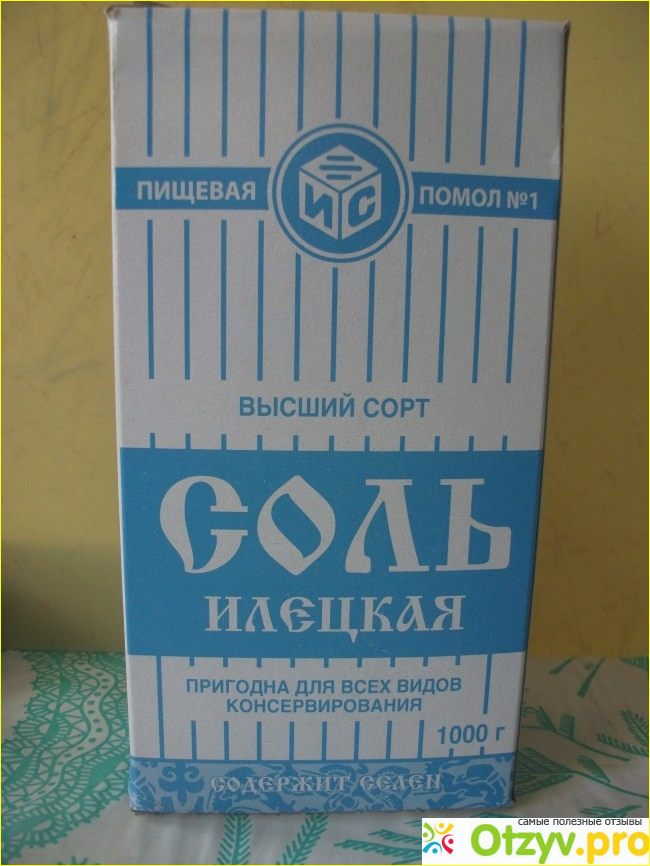 ПИЩЕВАЯ
ИС
ПОМОЛ №1
ВЫСШИЙ СОРТ
СОЛЬ
ИЛЕЦКАЯ
ПРИГОДНА ДЛЯ ВСЕХ ВИДОВ
КОНСЕРВИРОВАНИЯ
1000 г
СОДЕРЖИТ СЕЛЕН
самые полезные отзывы
Otzyv.pro